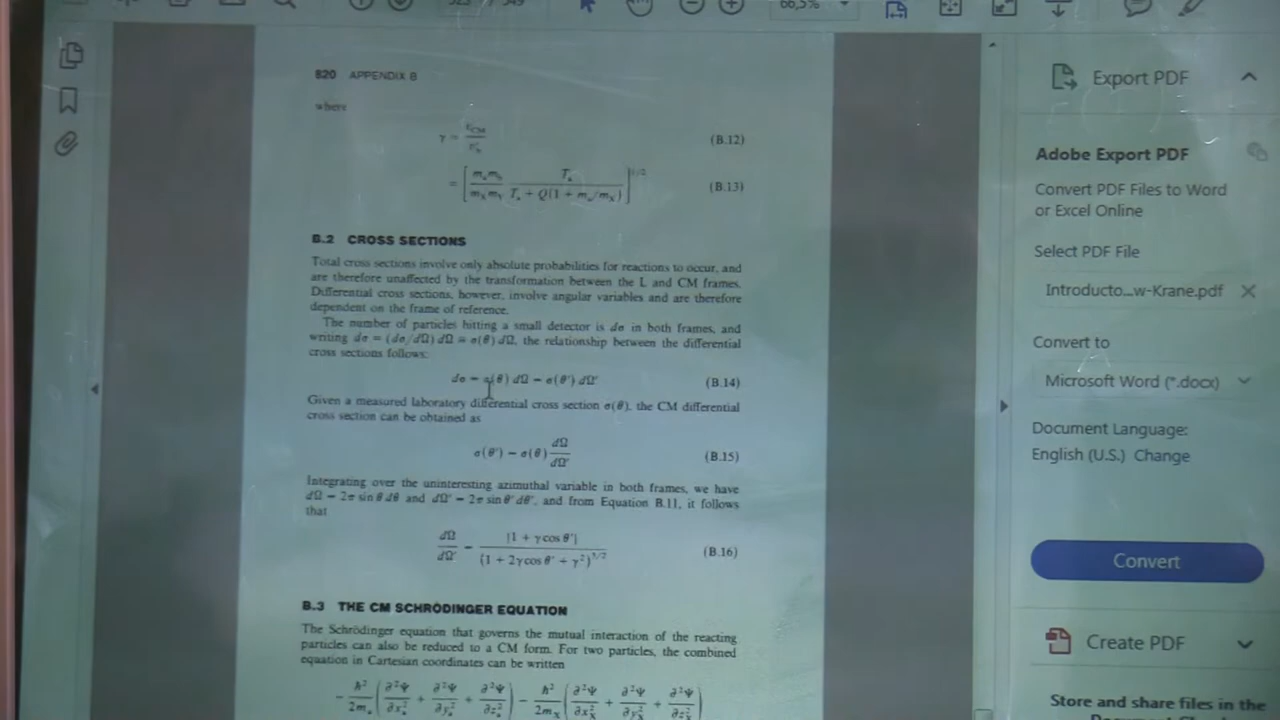 66,5%
820 APPENDIX B
where
γ = v_CM / v'_b (B.12)
= [ m_a m_b / m_X m_Y T_a / T_a + Q(1 + m_a/m_X) ]^1/2 (B.13)
B.2 CROSS SECTIONS
Total cross sections involve only absolute probabilities for reactions to occur, and
are therefore unaffected by the transformation between the L and CM frames.
Differential cross sections, however, involve angular variables and are therefore
dependent on the frame of reference.
The number of particles hitting a small detector is dσ in both frames, and
writing dσ = (dσ/dΩ) dΩ = σ(θ) dΩ, the relationship between the differential
cross sections follows:
dσ = σ(θ) dΩ = σ(θ') dΩ' (B.14)
Given a measured laboratory differential cross section σ(θ), the CM differential
cross section can be obtained as
σ(θ') = σ(θ) dΩ / dΩ' (B.15)
Integrating over the uninteresting azimuthal variable in both frames, we have
dΩ = 2π sin θ dθ and dΩ' = 2π sin θ' dθ', and from Equation B.11, it follows
that
dΩ / dΩ' = |1 + γ cos θ'| / (1 + 2γ cos θ' + γ²)^3/2 (B.16)
B.3 THE CM SCHRÖDINGER EQUATION
The Schrödinger equation that governs the mutual interaction of the reacting
particles can also be reduced to a CM form. For two particles, the combined
equation in Cartesian coordinates can be written
− ħ² / 2m_a ( ∂²Ψ / ∂x_a² + ∂²Ψ / ∂y_a² + ∂²Ψ / ∂z_a² ) − ħ² / 2m_X ( ∂²Ψ / ∂x_X² + ∂²Ψ / ∂y_X² + ∂²Ψ / ∂z_X² )
Export PDF
Adobe Export PDF
Convert PDF Files to Word
or Excel Online
Select PDF File
Introducto...w-Krane.pdf
Convert to
Microsoft Word (*.docx)
Document Language:
English (U.S.) Change
Convert
Create PDF
Store and share files in the